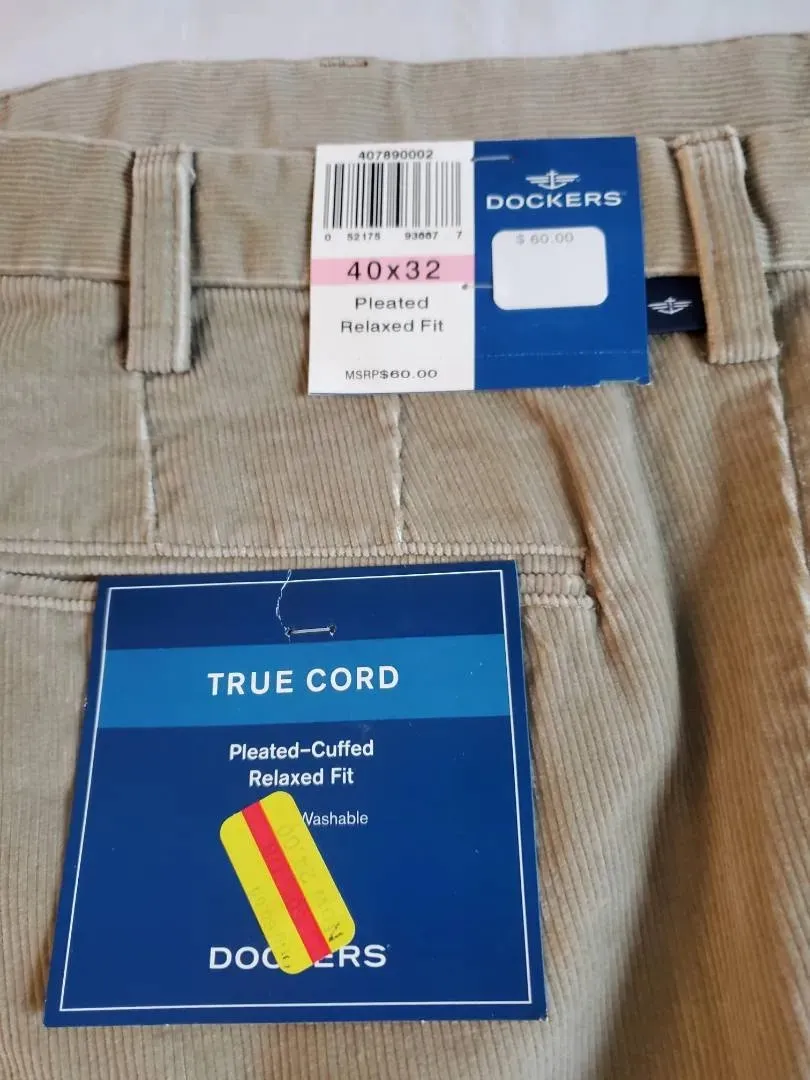 407890002
0 52175 93687 7
40x32
Pleated
Relaxed Fit
MSRP$60.00
DOCKERS
$ 60.00
TRUE CORD
Pleated-Cuffed
Relaxed Fit
Washable
DOCKERS